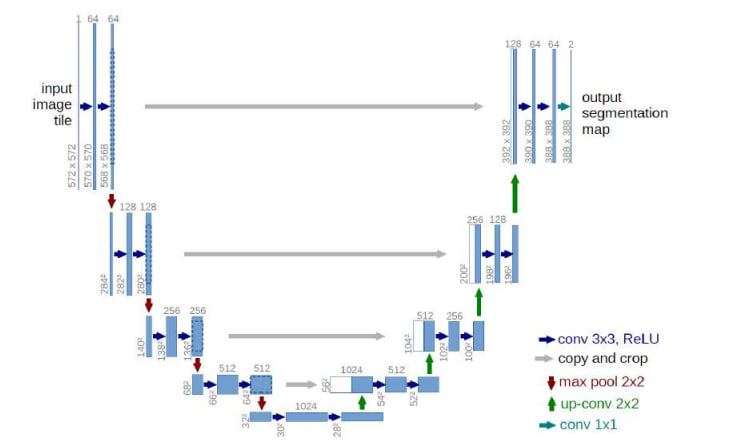 1 64 64
128 64 64 2
input
image
tile
output
segmentation
map
572 x 572
570 x 570
568 x 568
392 x 392
390 x 390
388 x 388
388 x 388
128 128
256 128
284²
282²
280²
200²
198²
196²
256 256
512 256
140²
138²
136²
104²
102²
100²
conv 3x3, ReLU
copy and crop
max pool 2x2
up-conv 2x2
conv 1x1
512 512
1024 512
68²
66²
64²
56²
54²
52²
1024
32²
30²
28²